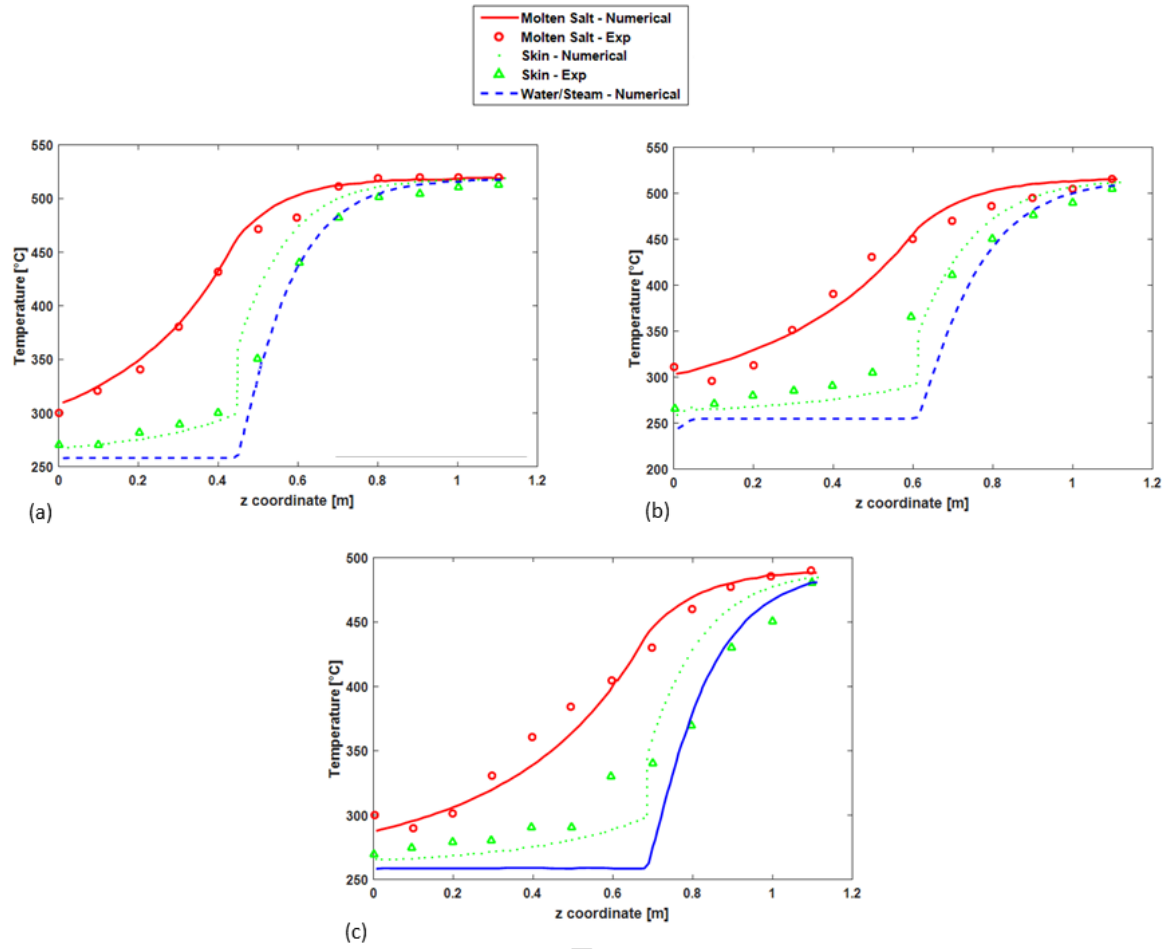 Molten Salt - Numerical
Molten Salt - Exp
Skin - Numerical
Skin - Exp
Water/Steam - Numerical
550
500
450
400
350
300
250
Temperature [°C]
0 0.2 0.4 0.6 0.8 1 1.2
z coordinate [m]
(a)
550
500
450
400
350
300
250
200
Temperature [°C]
0 0.2 0.4 0.6 0.8 1 1.2
z coordinate [m]
(b)
500
450
400
350
300
250
Temperature [°C]
0 0.2 0.4 0.6 0.8 1 1.2
z coordinate [m]
(c)